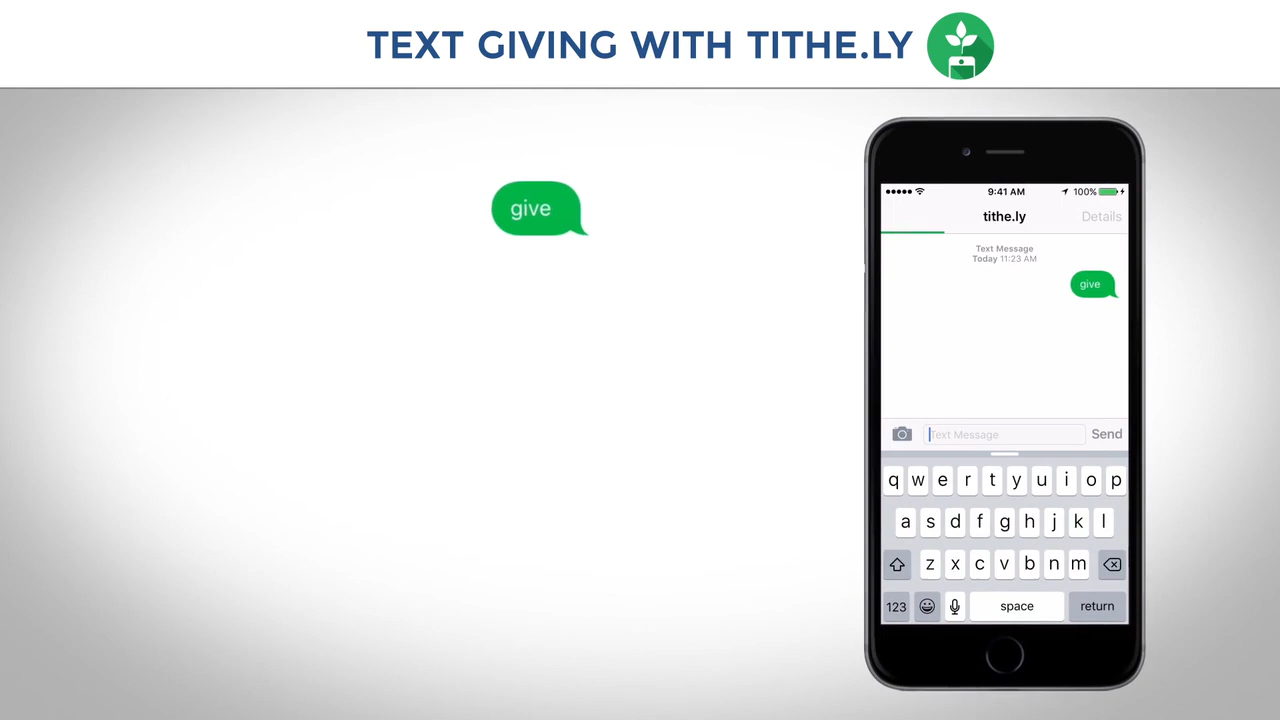 TEXT GIVING WITH TITHE.LY
give
9:41 AM
100%
tithe.ly
Details
Text Message
Today 11:23 AM
give
Text Message
Send
q w e r t y u i o p
a s d f g h j k l
z x c v b n m
123
space
return